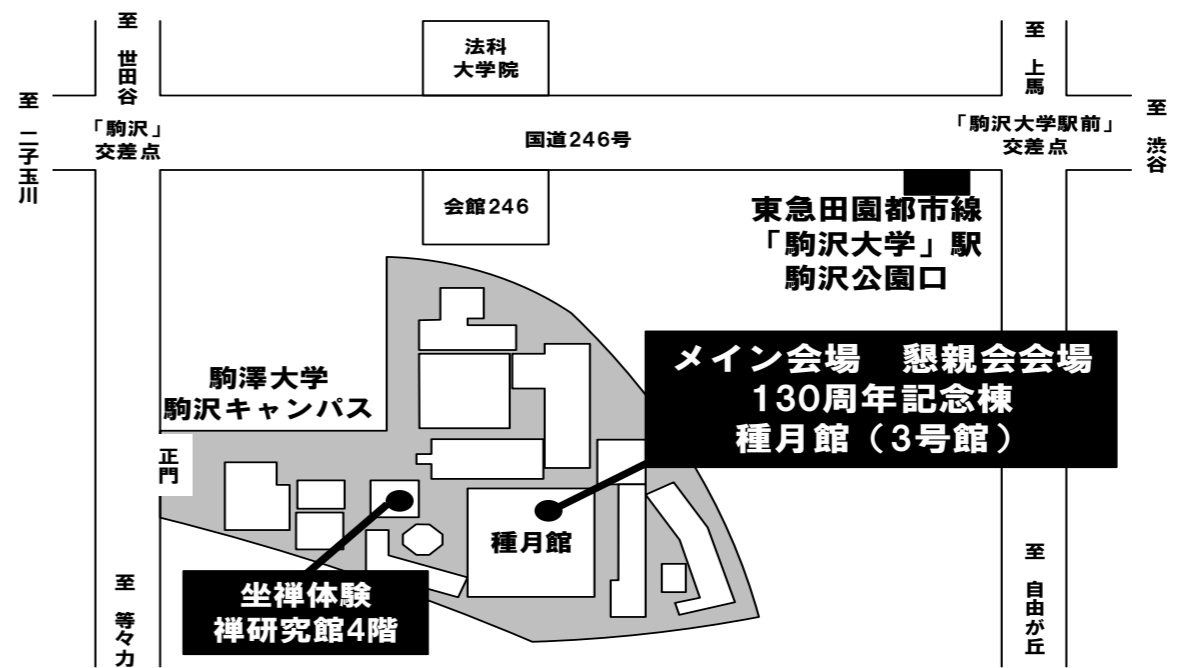 至 世田谷
法科
大学院
至 上馬
至 二子玉川
「駒沢」
交差点
国道246号
「駒沢大学駅前」
交差点
至 渋谷
会館246
東急田園都市線
「駒沢大学」駅
駒沢公園口
メイン会場 懇親会会場
130周年記念棟
種月館（3号館）
駒澤大学
駒沢キャンパス
正門
種月館
坐禅体験
禅研究館4階
至 等々力
至 自由が丘